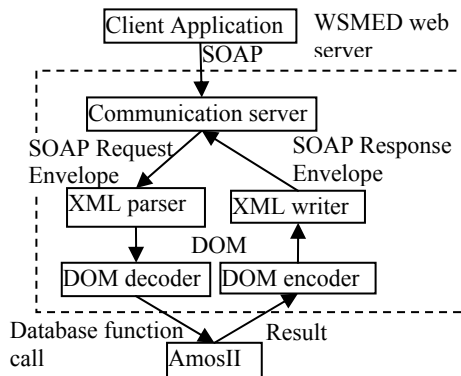 Client Application
WSMED web
server
SOAP
Communication server
SOAP Request
Envelope
SOAP Response
Envelope
XML parser
XML writer
DOM
DOM decoder
DOM encoder
Database function
call
Result
AmosII